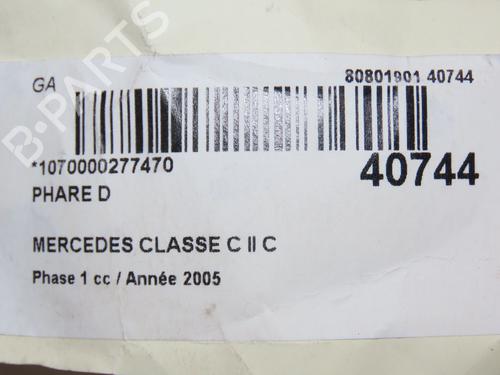 GA
80801901 40744
*1070000277470
40744
PHARE D
MERCEDES CLASSE C II C
Phase 1 cc / Année 2005
B-PARTS